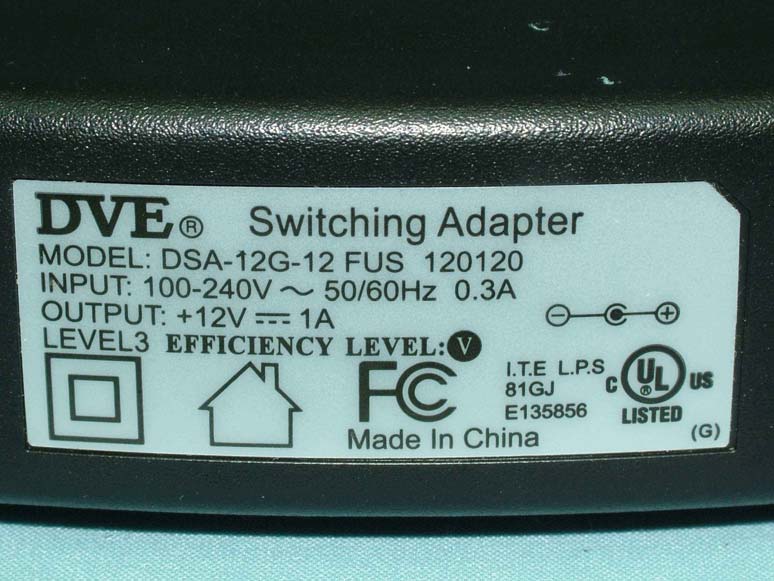 DVE® Switching Adapter
MODEL: DSA-12G-12 FUS 120120
INPUT: 100-240V ～ 50/60Hz 0.3A
OUTPUT: +12V ⎓ 1A
LEVEL3 EFFICIENCY LEVEL: V
FC
I.T.E L.P.S
81GJ
E135856
C UL US
LISTED
Made In China
(G)